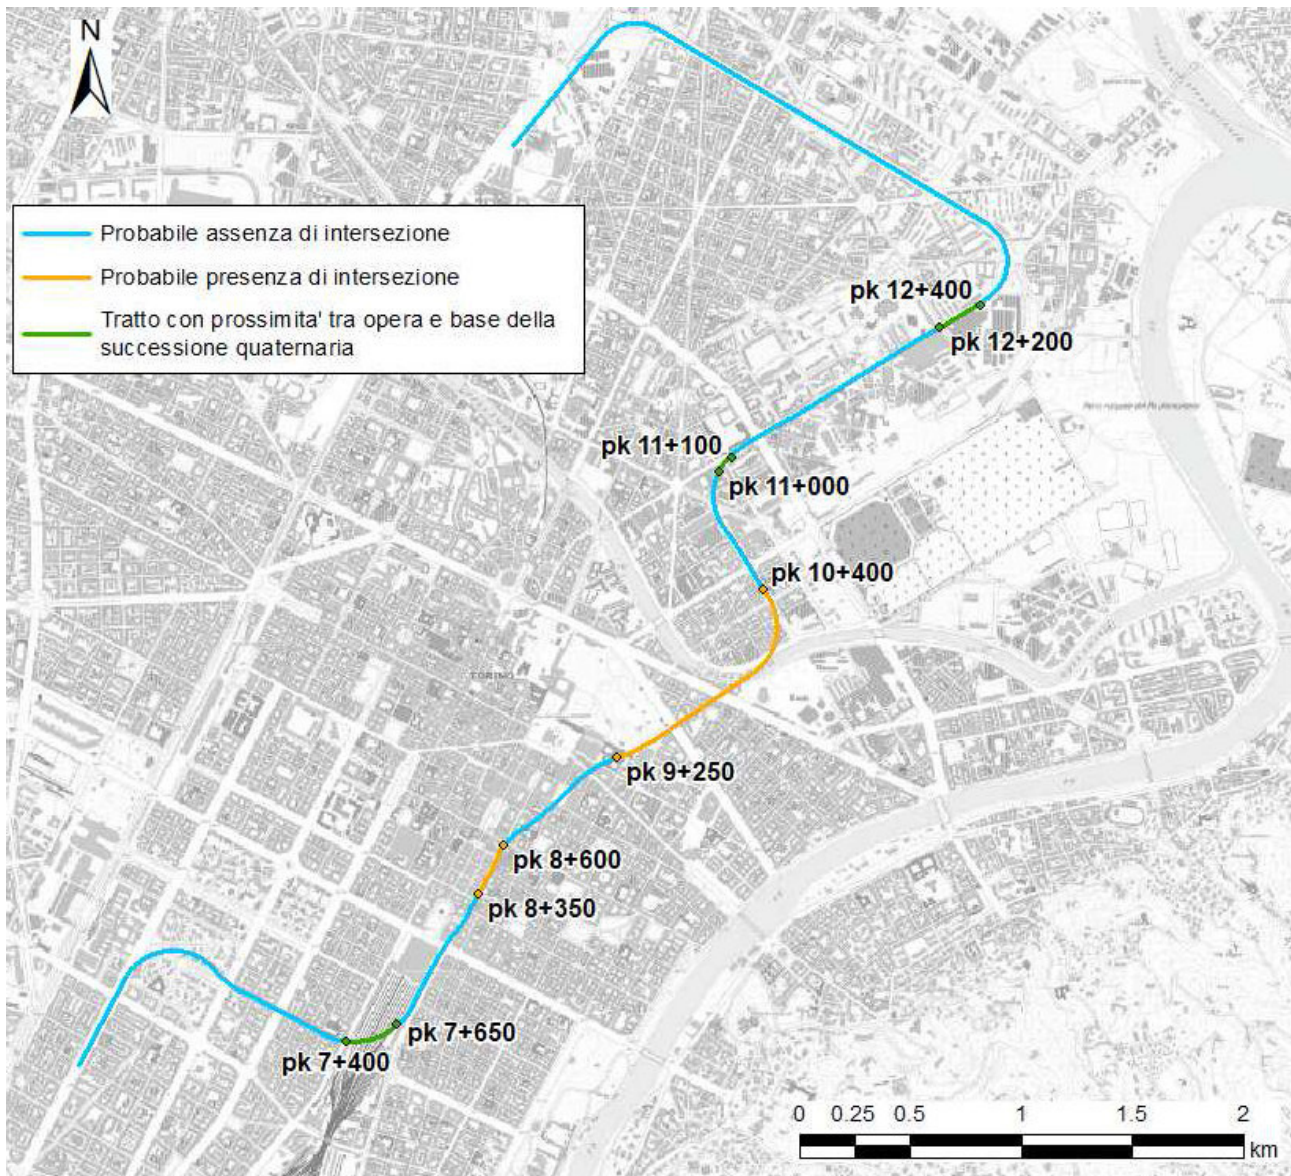 N
Probabile assenza di intersezione
Probabile presenza di intersezione
Tratto con prossimita' tra opera e base della
successione quaternaria
pk 12+400
pk 12+200
pk 11+100
pk 11+000
pk 10+400
TORINO
pk 9+250
pk 8+600
pk 8+350
pk 7+650
pk 7+400
0 0.25 0.5 1 1.5 2
km